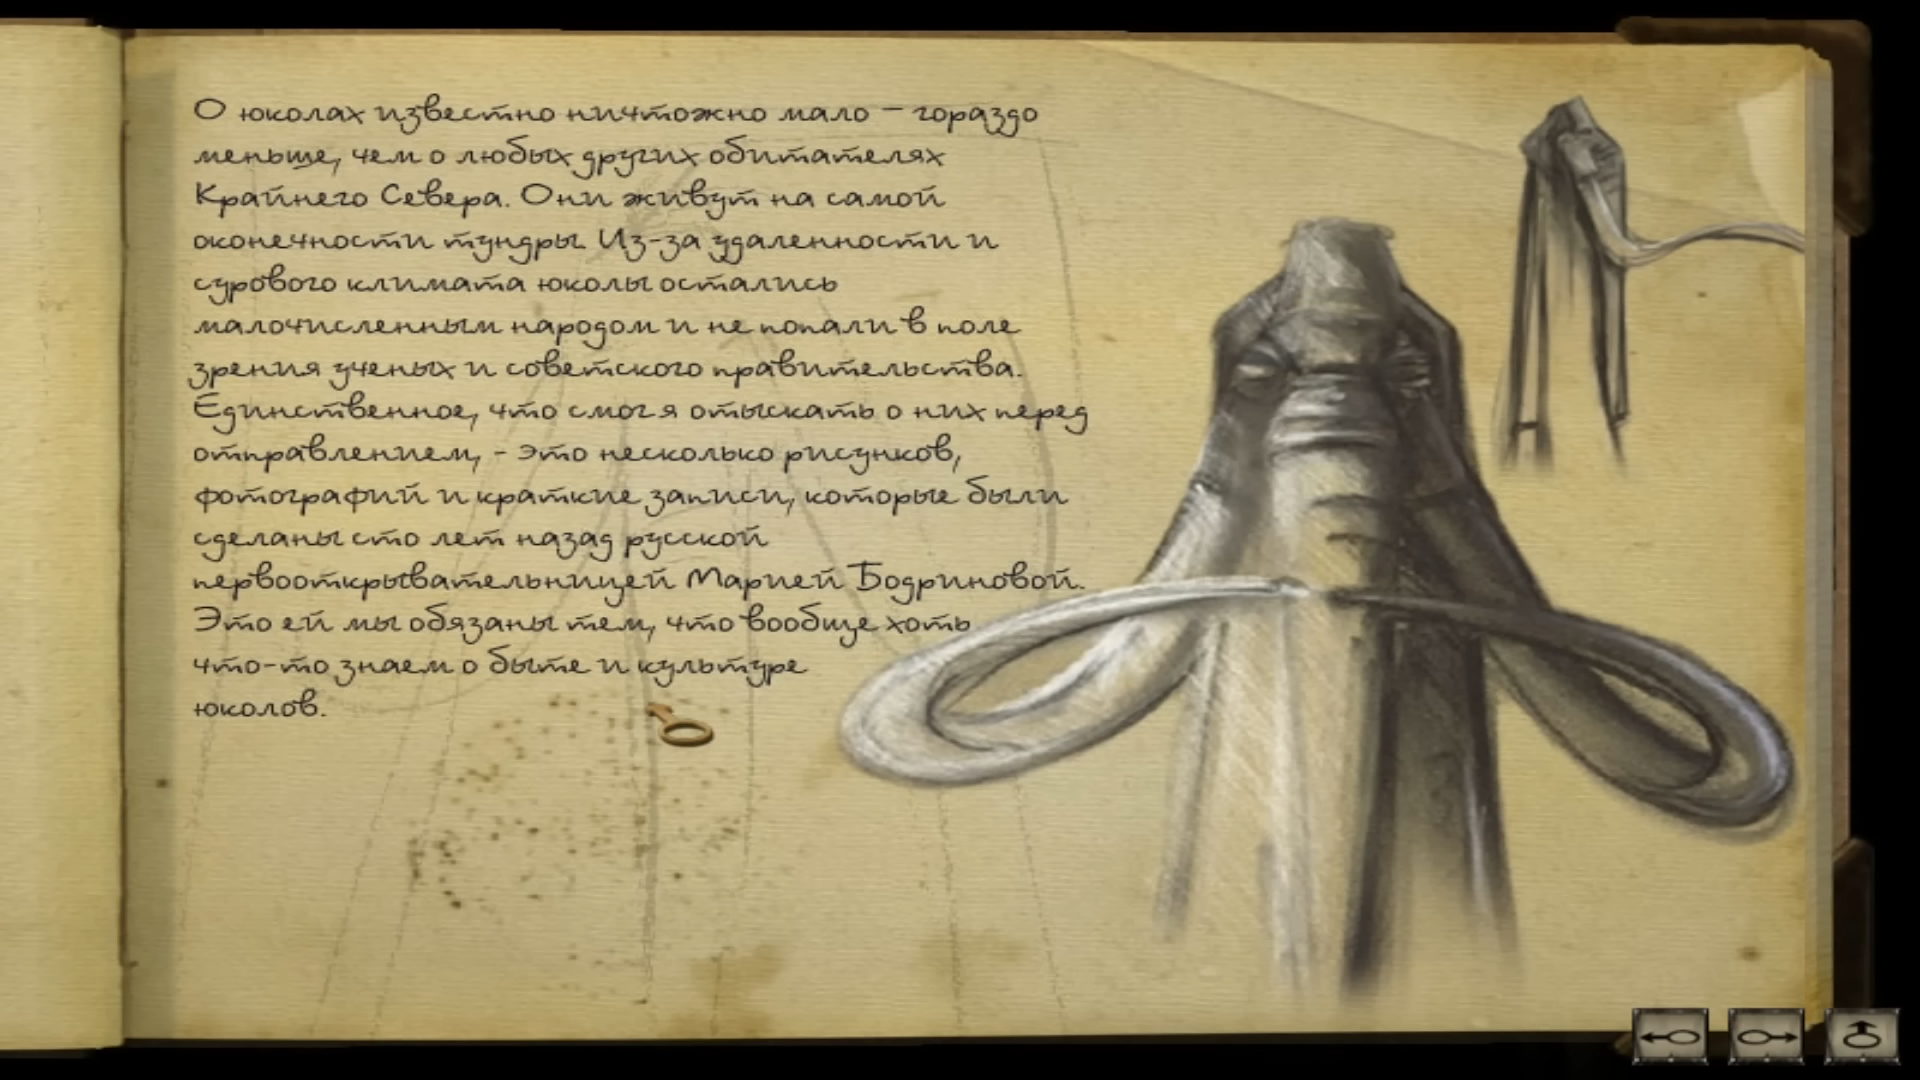 О юколах известно ничтожно мало – гораздо
меньше, чем о любых других обитателях
Крайнего Севера. Они живут на самой
оконечности тундры. Из-за удаленности и
сурового климата юколы остались
малочисленным народом и не попали в поле
зрения ученых и советского правительства.
Единственное, что смог я отыскать о них перед
отправлением, - это несколько рисунков,
фотографий и краткие записи, которые были
сделаны сто лет назад русской
первооткрывательницей Марией Бодриновой.
Это ей мы обязаны тем, что вообще хоть
что-то знаем о быте и культуре
юколов.